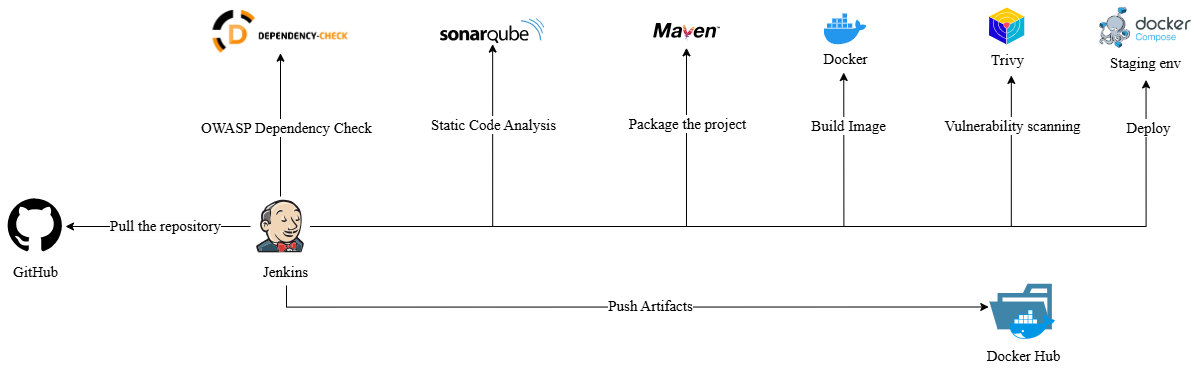 DEPENDENCY-CHECK
sonarqube
Maven™
docker
Compose
Docker
Trivy
Staging env
OWASP Dependency Check
Static Code Analysis
Package the project
Build Image
Vulnerability scanning
Deploy
Pull the repository
GitHub
Jenkins
Push Artifacts
Docker Hub